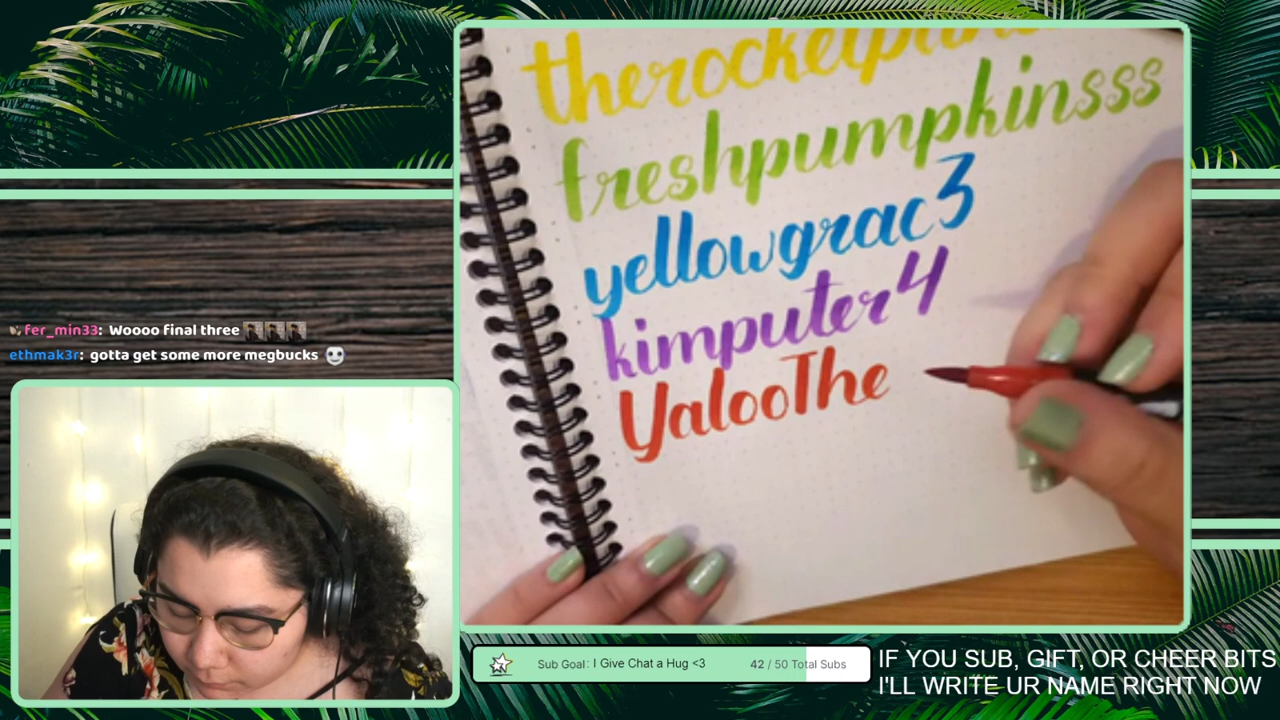 freshpumpkinsss
yellowgrac3
kimputer4
YalooThe
fer_min33: Woooo final three
ethmak3r: gotta get some more megbucks
Sub Goal: I Give Chat a Hug <3 42 / 50 Total Subs
IF YOU SUB, GIFT, OR CHEER BITS
I'LL WRITE UR NAME RIGHT NOW